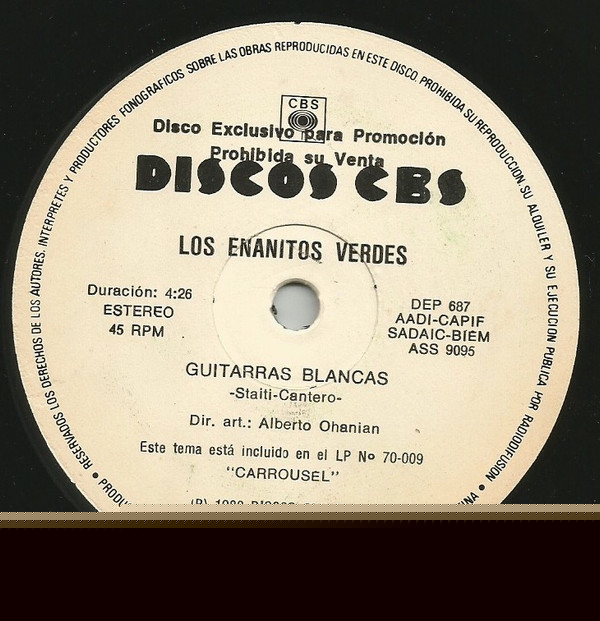 RESERVADOS LOS DERECHOS DE LOS AUTORES, INTERPRETES Y PRODUCTORES FONOGRAFICOS SOBRE LAS OBRAS REPRODUCIDAS EN ESTE DISCO. PROHIBIDA SU REPRODUCCION, SU ALQUILER Y SU EJECUCION PUBLICA POR RADIODIFUSION
CBS
Disco Exclusivo para Promoción
Prohibida su Venta
DISCOS CBS
LOS ENANITOS VERDES
Duración: 4:26
ESTEREO
45 RPM
DEP 687
AADI-CAPIF
SADAIC-BIEM
ASS 9095
GUITARRAS BLANCAS
-Staiti-Cantero-
Dir. art.: Alberto Ohanian
Este tema está incluido en el LP Nº 70-009
"CARROUSEL"